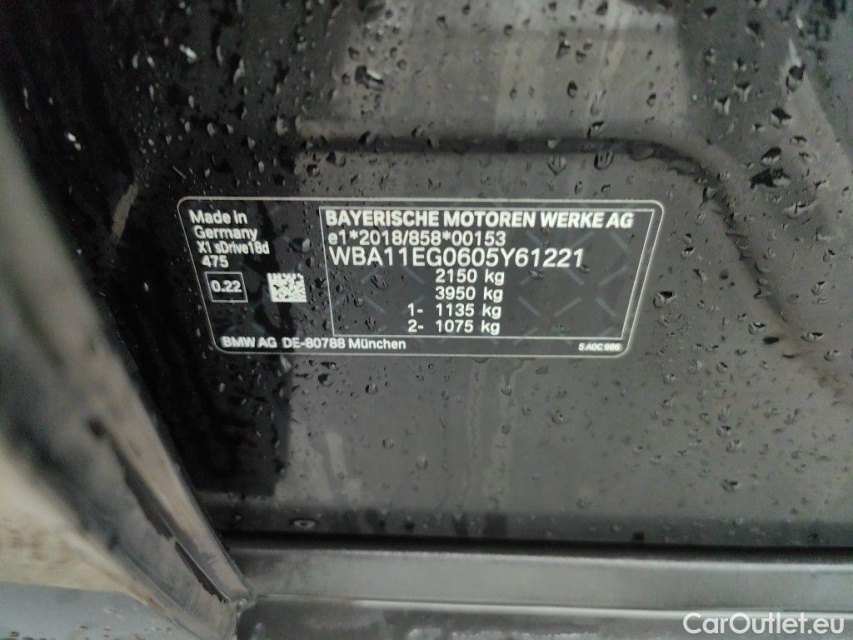 Made in
Germany
X1 sDrive18d
475
0.22
BAYERISCHE MOTOREN WERKE AG
e1*2018/858*00153
WBA11EG0605Y61221
2150 kg
3950 kg
1- 1135 kg
2- 1075 kg
BMW AG DE-80788 München
CarOutlet.eu